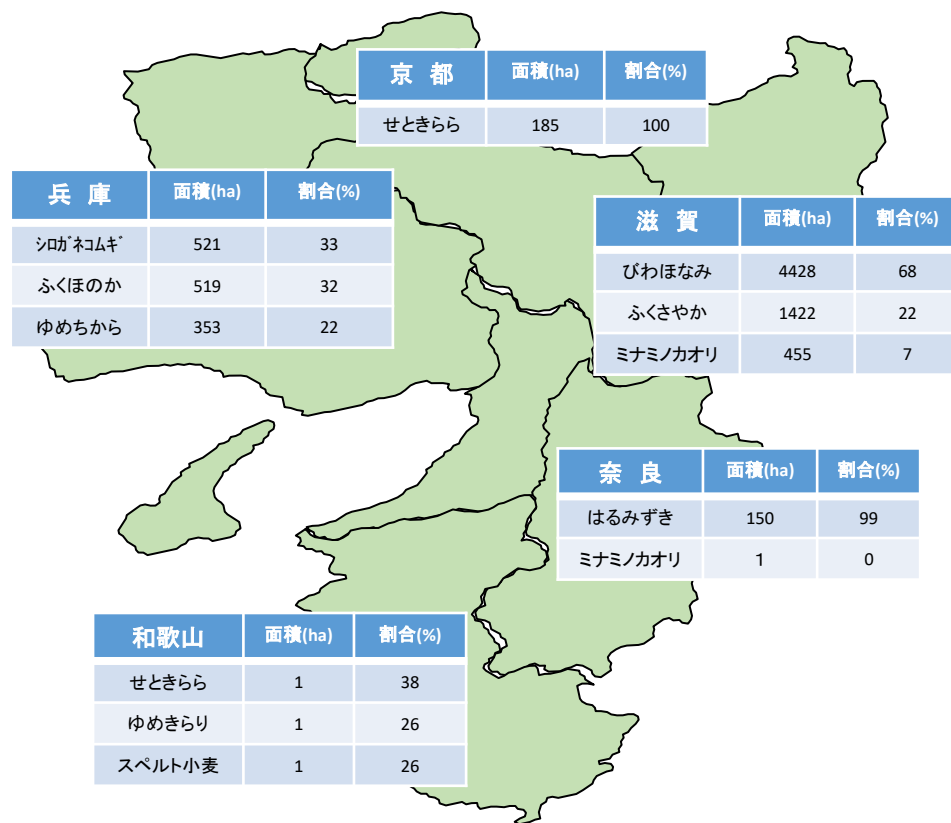 京 都 面積(ha) 割合(%)
せときらら 185 100
兵 庫 面積(ha) 割合(%)
ｼﾛｶﾞﾈｺﾑｷﾞ 521 33
ふくほのか 519 32
ゆめちから 353 22
滋 賀 面積(ha) 割合(%)
びわほなみ 4428 68
ふくさやか 1422 22
ミナミノカオリ 455 7
奈 良 面積(ha) 割合(%)
はるみずき 150 99
ミナミノカオリ 1 0
和歌山 面積(ha) 割合(%)
せときらら 1 38
ゆめきらり 1 26
スペルト小麦 1 26